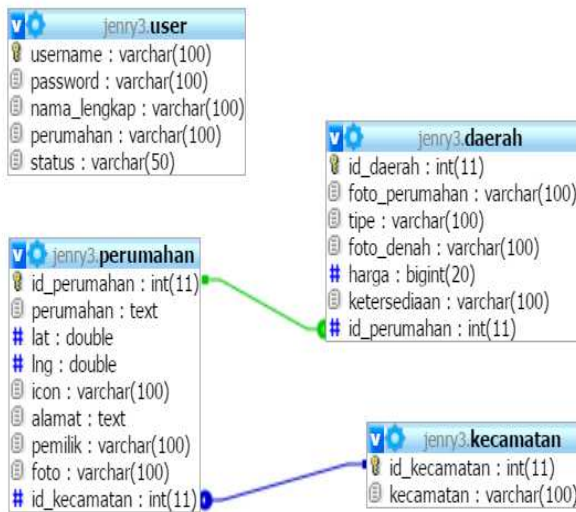 jenry3.user
username : varchar(100)
password : varchar(100)
nama_lengkap : varchar(100)
perumahan : varchar(100)
status : varchar(50)
jenry3.daerah
id_daerah : int(11)
foto_perumahan : varchar(100)
tipe : varchar(100)
foto_denah : varchar(100)
# harga : bigint(20)
ketersediaan : varchar(100)
# id_perumahan : int(11)
jenry3.perumahan
id_perumahan : int(11)
perumahan : text
# lat : double
# lng : double
icon : varchar(100)
alamat : text
pemilik : varchar(100)
foto : varchar(100)
# id_kecamatan : int(11)
jenry3.kecamatan
id_kecamatan : int(11)
kecamatan : varchar(100)